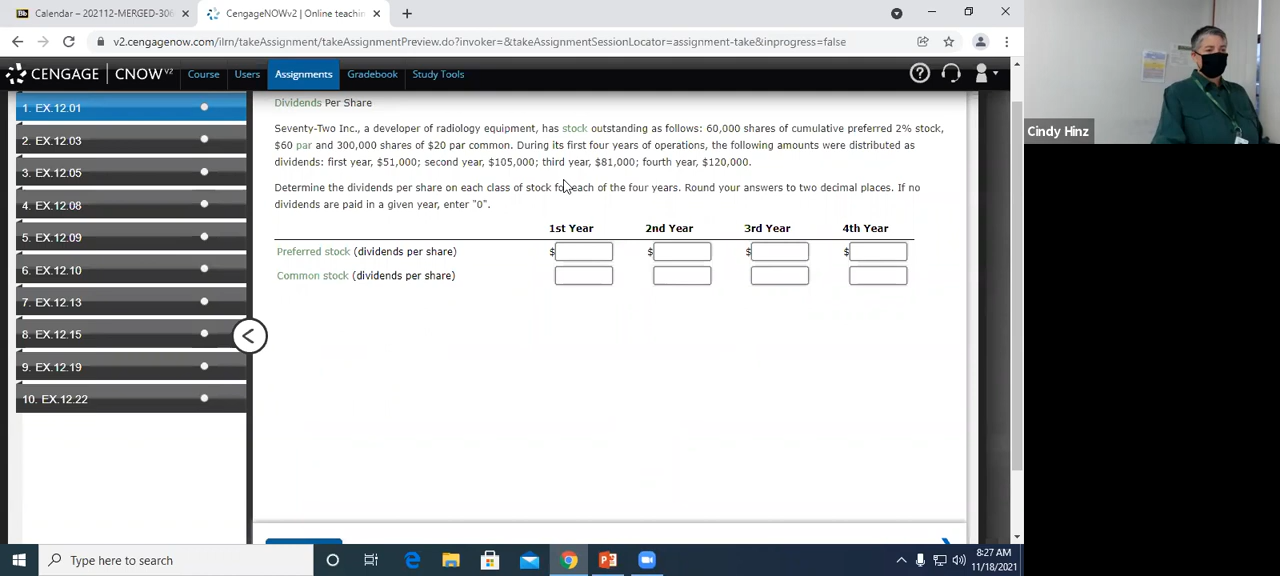 Calendar – 202112-MERGED-306
CengageNOWv2 | Online teachin
v2.cengagenow.com/ilrn/takeAssignment/takeAssignmentPreview.do?invoker=&takeAssignmentSessionLocator=assignment-take&inprogress=false
CENGAGE | CNOWv2 Course Users Assignments Gradebook Study Tools
1. EX.12.01
2. EX.12.03
3. EX.12.05
4. EX.12.08
5. EX.12.09
6. EX.12.10
7. EX.12.13
8. EX.12.15
9. EX.12.19
10. EX.12.22
Dividends Per Share
Seventy-Two Inc., a developer of radiology equipment, has stock outstanding as follows: 60,000 shares of cumulative preferred 2% stock,
$60 par and 300,000 shares of $20 par common. During its first four years of operations, the following amounts were distributed as
dividends: first year, $51,000; second year, $105,000; third year, $81,000; fourth year, $120,000.
Determine the dividends per share on each class of stock for each of the four years. Round your answers to two decimal places. If no
dividends are paid in a given year, enter "0".
1st Year 2nd Year 3rd Year 4th Year
Preferred stock (dividends per share) $ $ $ $
Common stock (dividends per share)
Cindy Hinz
Type here to search
8:27 AM
11/18/2021